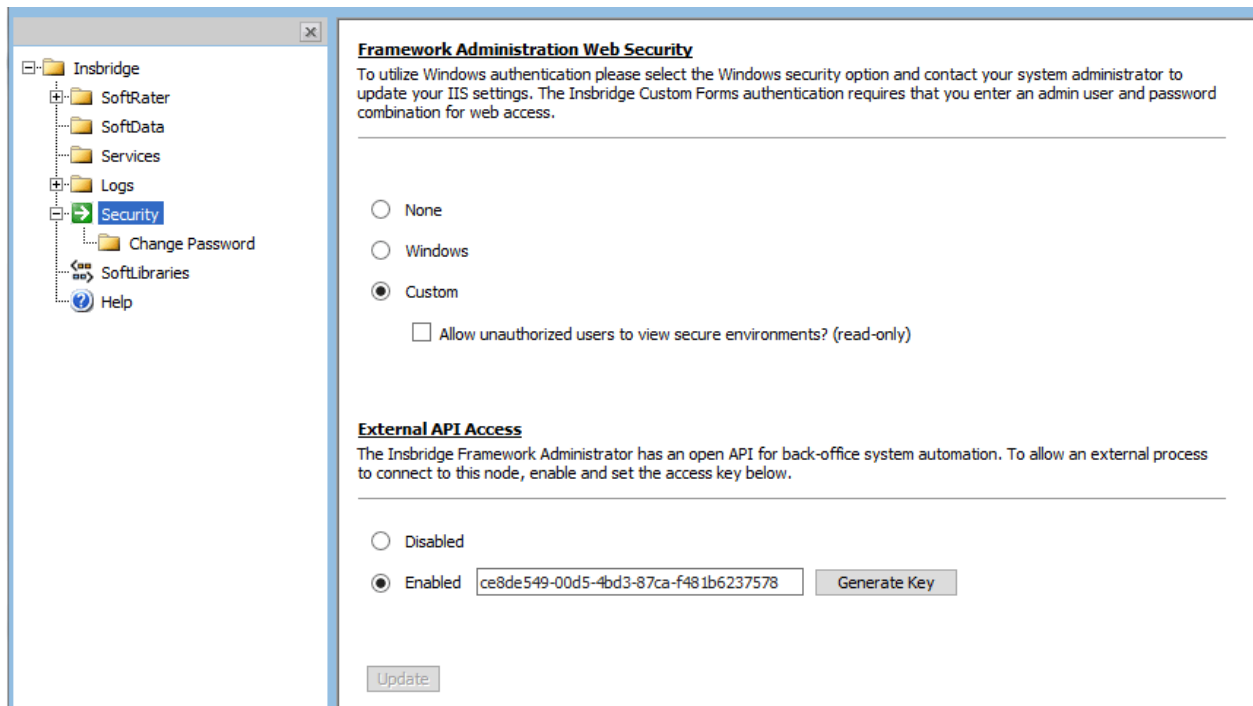 Insbridge
SoftRater
SoftData
Services
Logs
Security
Change Password
SoftLibraries
Help
Framework Administration Web Security
To utilize Windows authentication please select the Windows security option and contact your system administrator to
update your IIS settings. The Insbridge Custom Forms authentication requires that you enter an admin user and password
combination for web access.
None
Windows
Custom
Allow unauthorized users to view secure environments? (read-only)
External API Access
The Insbridge Framework Administrator has an open API for back-office system automation. To allow an external process
to connect to this node, enable and set the access key below.
Disabled
Enabled ce8de549-00d5-4bd3-87ca-f481b6237578 Generate Key
Update